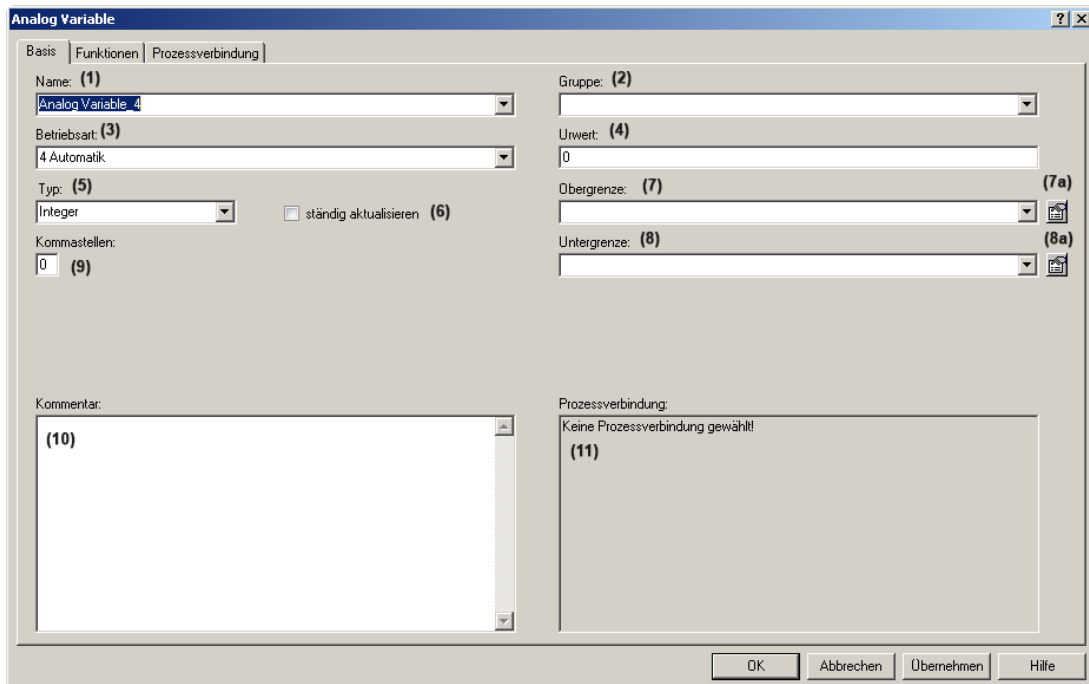 Analog Variable
Basis Funktionen Prozessverbindung
Name: (1) Gruppe: (2)
Analog Variable_4
Betriebsart: (3) Urwert: (4)
4 Automatik 0
Typ: (5) Obergrenze: (7) (7a)
Integer ständig aktualisieren (6)
Kommastellen: Untergrenze: (8) (8a)
0 (9)
Kommentar: Prozessverbindung:
Keine Prozessverbindung gewählt!
(10) (11)
OK Abbrechen Übernehmen Hilfe